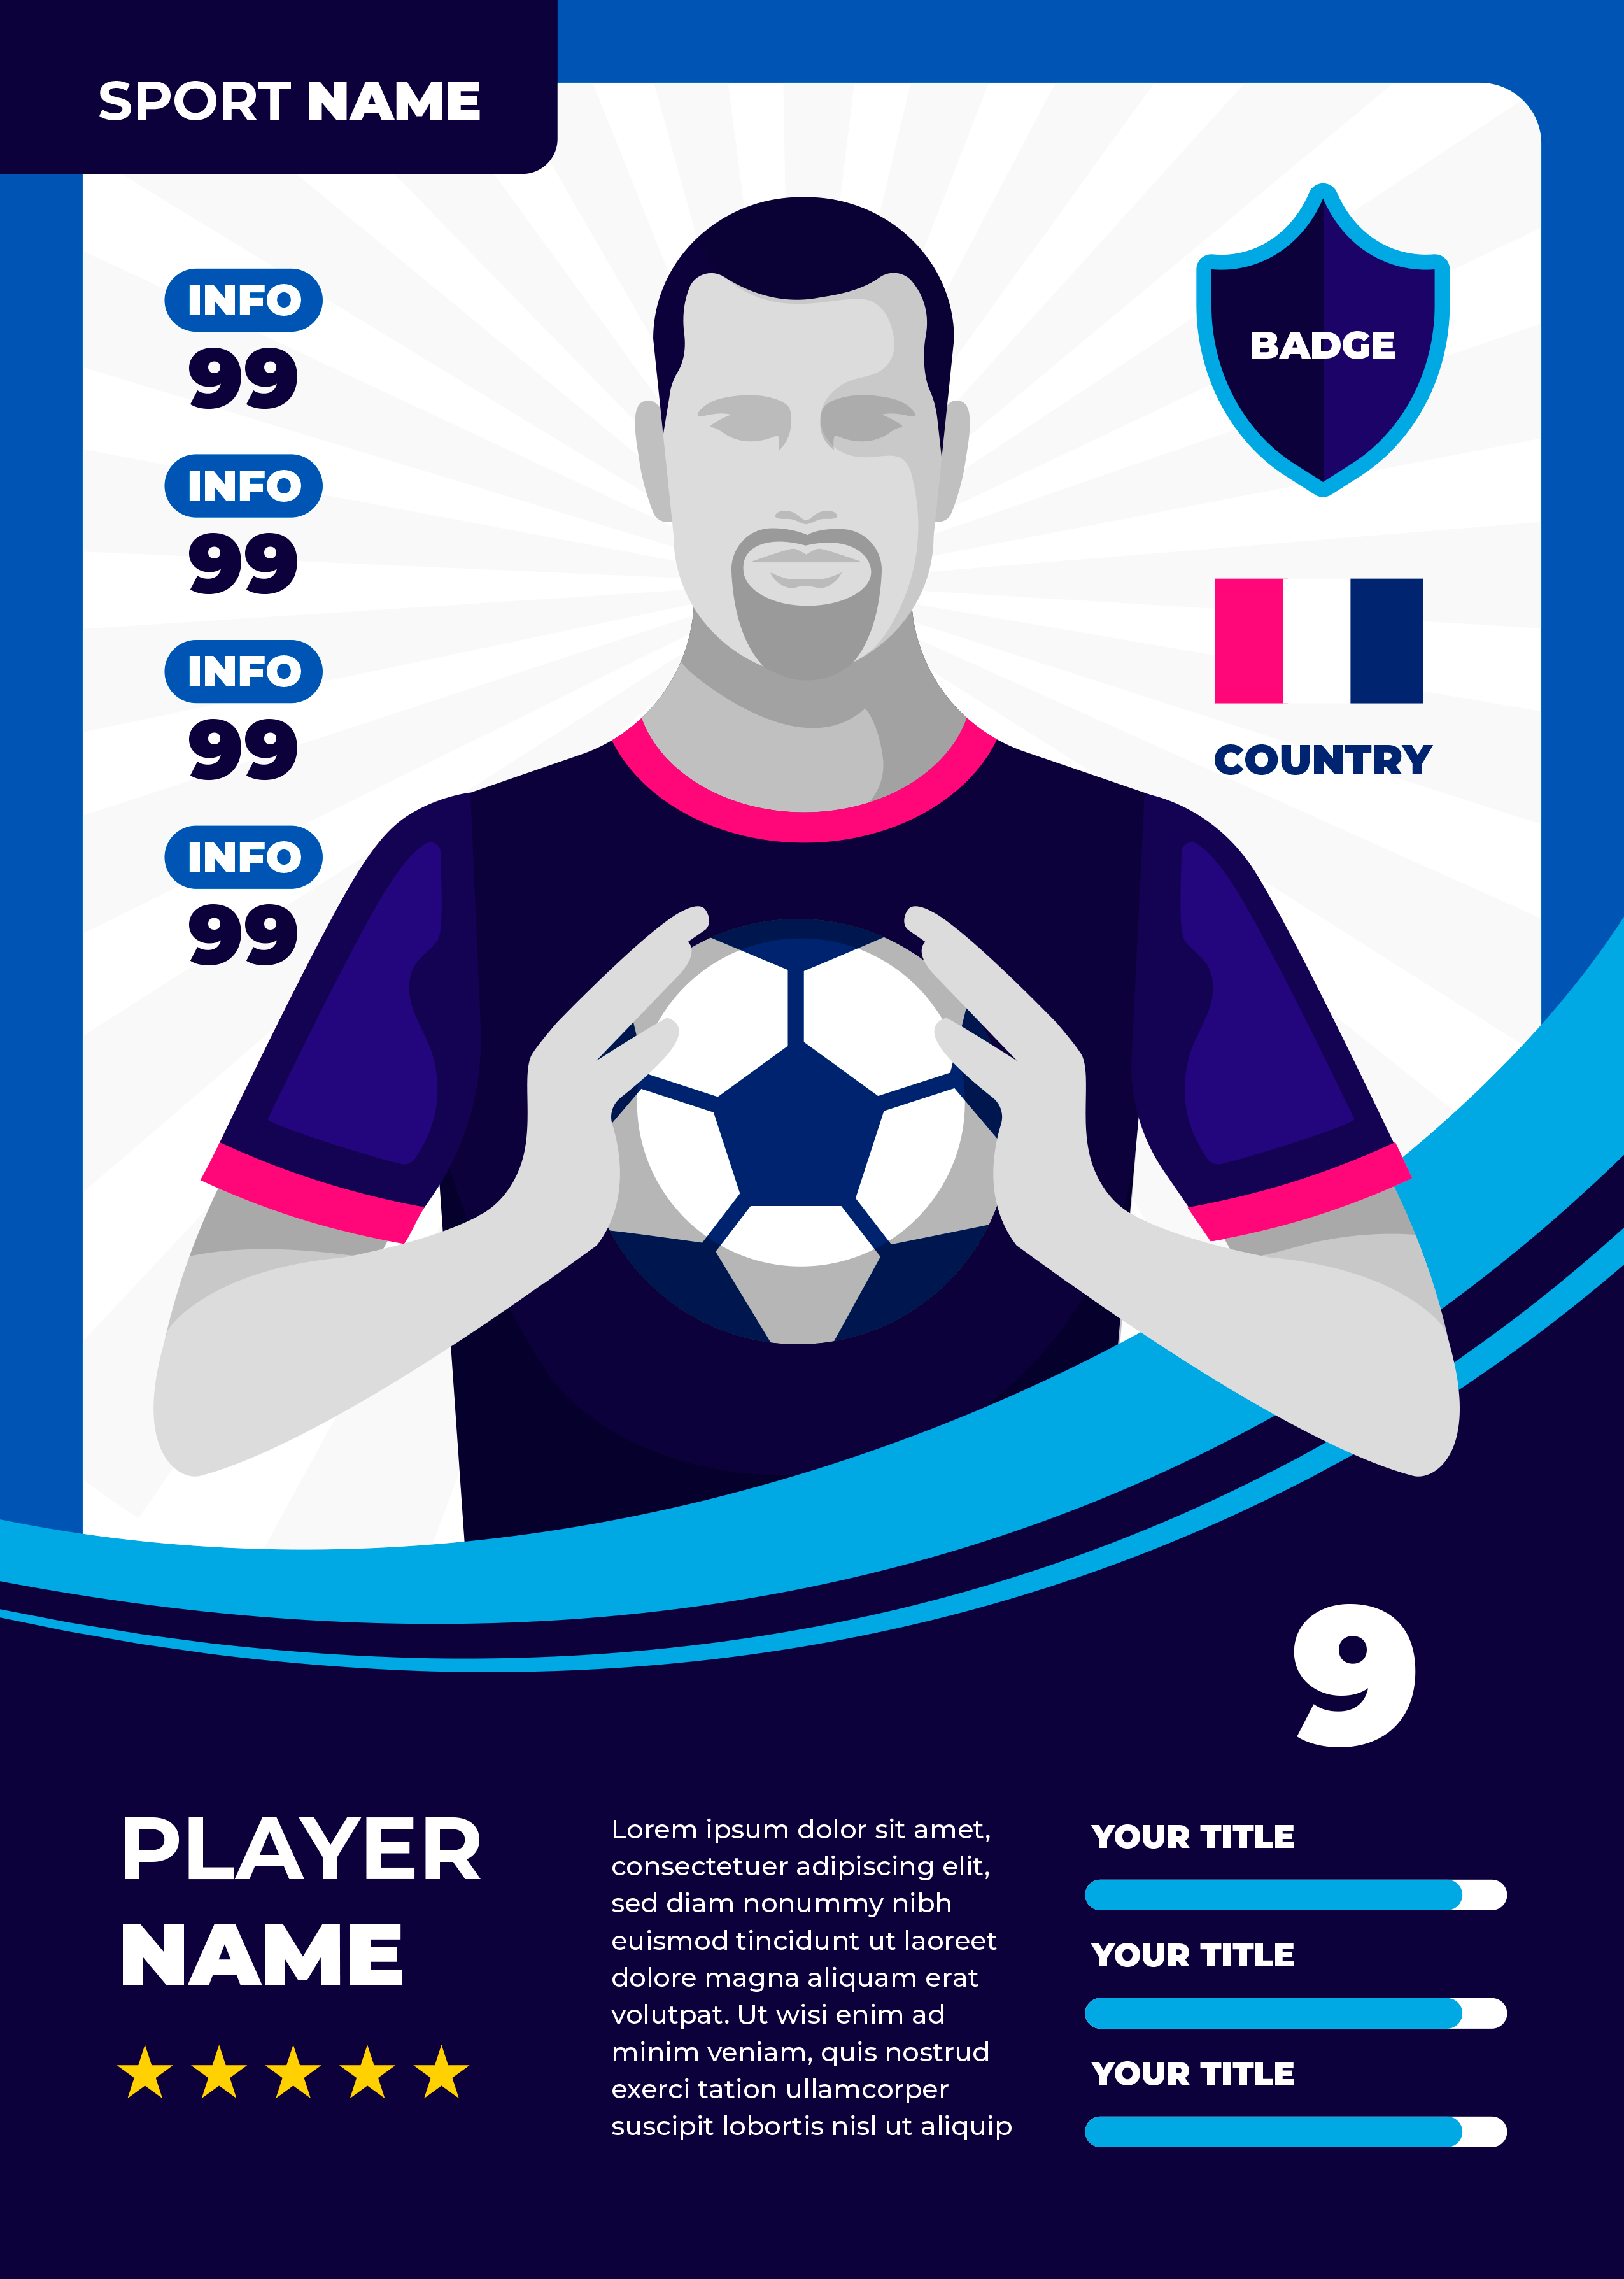 SPORT NAME
INFO
99
INFO
99
INFO
99
INFO
99
BADGE
COUNTRY
9
PLAYER
NAME
Lorem ipsum dolor sit amet,
consectetuer adipiscing elit,
sed diam nonummy nibh
euismod tincidunt ut laoreet
dolore magna aliquam erat
volutpat. Ut wisi enim ad
minim veniam, quis nostrud
exerci tation ullamcorper
suscipit lobortis nisl ut aliquip
YOUR TITLE
YOUR TITLE
YOUR TITLE